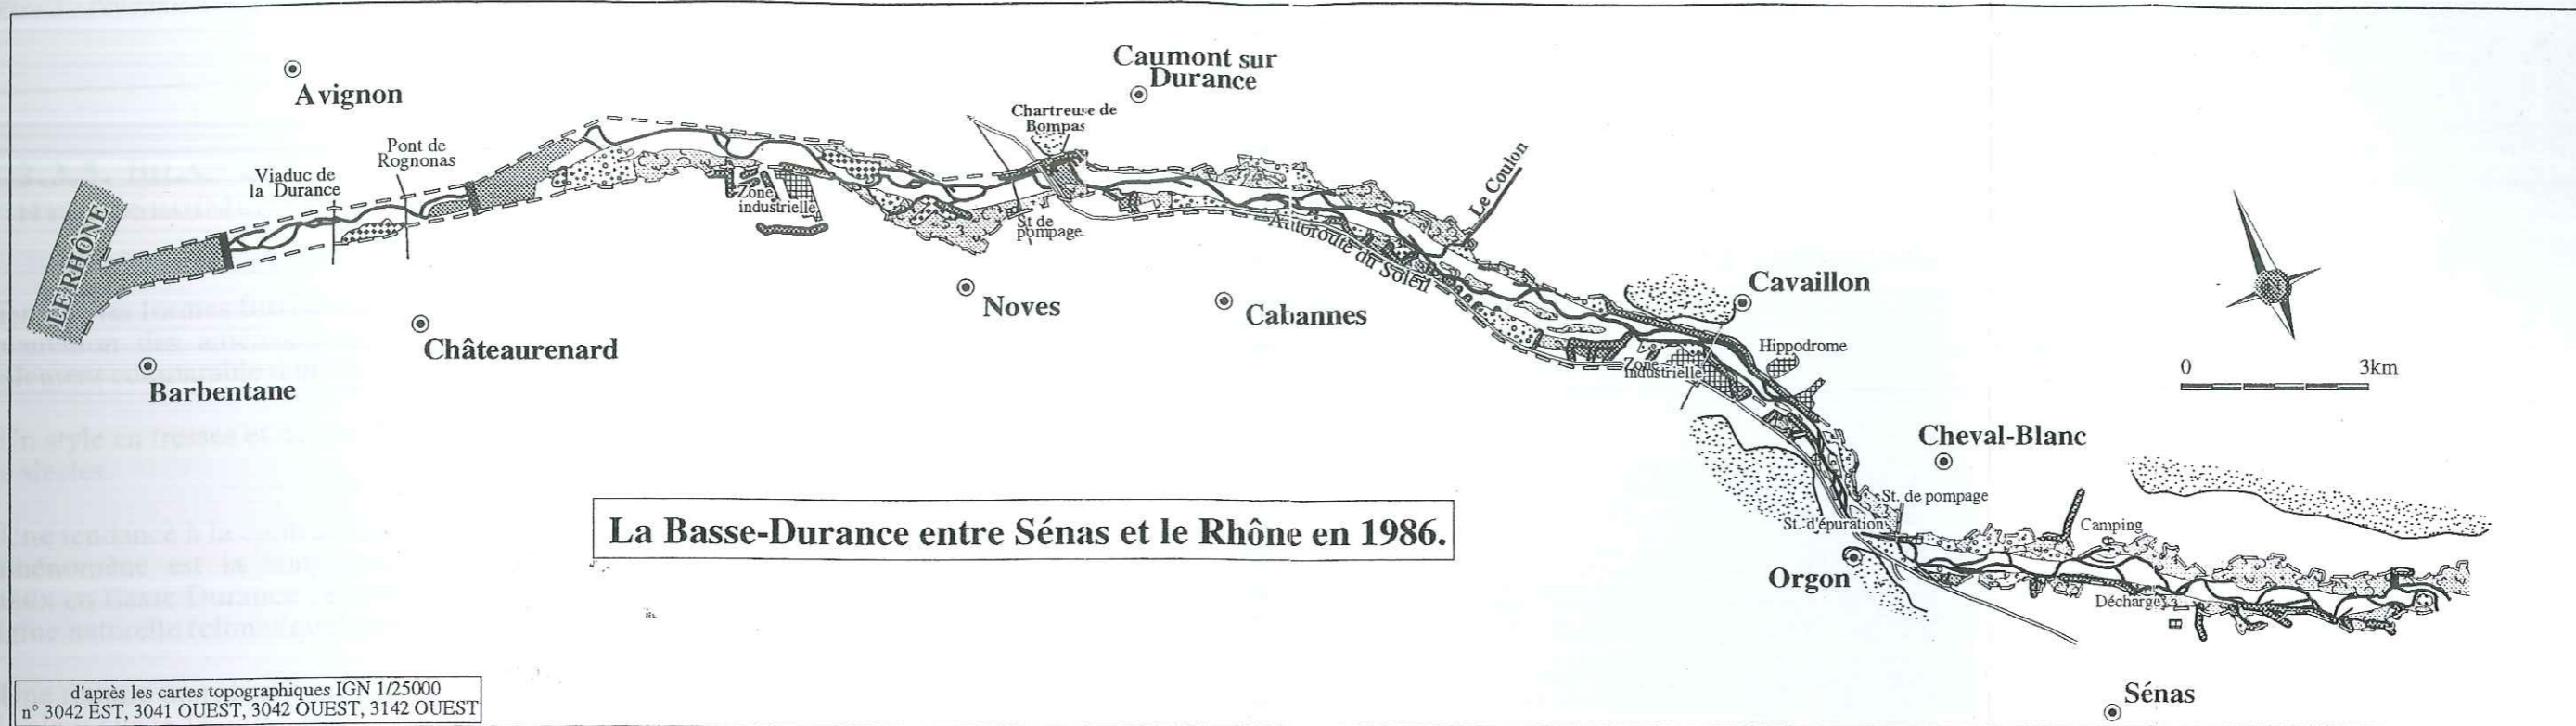 Avignon
Caumont sur
Durance
Chartreuse de
Bompas
Pont de
Rognonas
Viaduc de
la Durance
LE RHÔNE
Zone
industrielle
St de
pompage
Le Coulon
Autoroute du Soleil
Noves
Cabannes
Cavaillon
Châteaurenard
Barbentane
Hippodrome
Zone
industrielle
0 3km
Cheval-Blanc
St. de pompage
St. d'épuration
Camping
Orgon
Décharge
La Basse-Durance entre Sénas et le Rhône en 1986.
Sénas
d'après les cartes topographiques IGN 1/25000
n° 3042 EST, 3041 OUEST, 3042 OUEST, 3142 OUEST